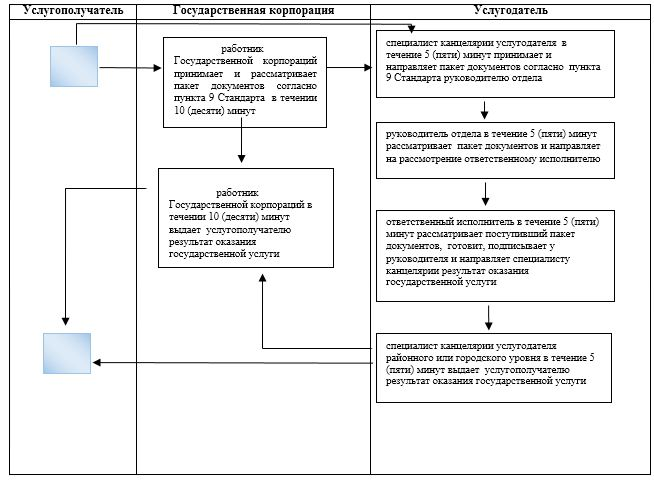 Услугополучатель
Государственная корпорация
Услугодатель
работник
Государственной корпораций
принимает и рассматривает
пакет документов согласно
пункта 9 Стандарта в течении
10 (десяти) минут
специалист канцелярии услугодателя в
течение 5 (пяти) минут принимает и
направляет пакет документов согласно пункта
9 Стандарта руководителю отдела
руководитель отдела в течение 5 (пяти) минут
рассматривает пакет документов и направляет
на рассмотрение ответственному исполнителю
работник
Государственной корпораций в
течении 10 (десяти) минут
выдает услугополучателю
результат оказания
государственной услуги
ответственный исполнитель в течение 5 (пяти)
минут рассматривает поступивший пакет
документов, готовит, подписывает у
руководителя и направляет специалисту
канцелярии результат оказания
государственной услуги
специалист канцелярии услугодателя
районного или городского уровня в течение 5
(пяти) минут выдает услугополучателю
результат оказания государственной услуги